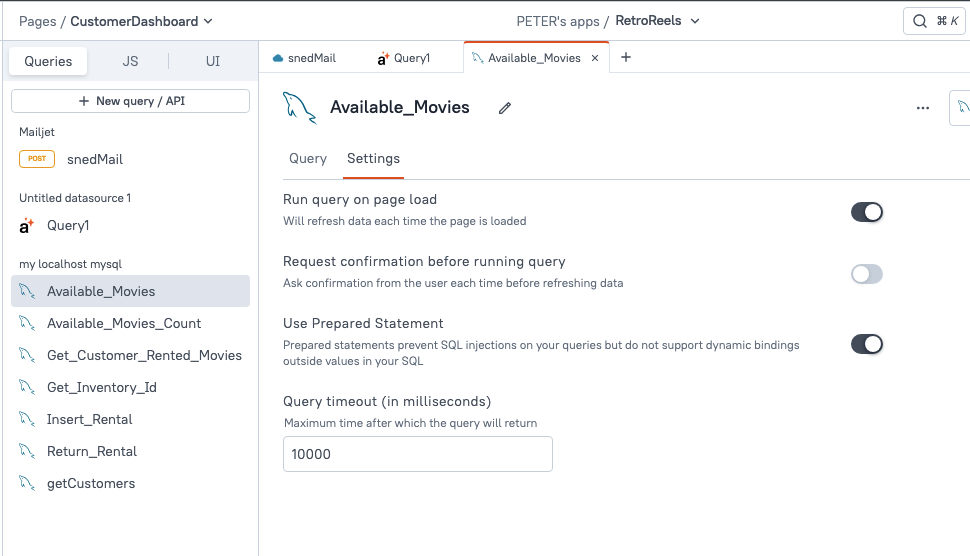 Pages / CustomerDashboard
PETER's apps / RetroReels
⌘ K
Queries
JS
UI
snedMail
Query1
Available_Movies
New query / API
Mailjet
POST snedMail
Untitled datasource 1
Query1
my localhost mysql
Available_Movies
Available_Movies_Count
Get_Customer_Rented_Movies
Get_Inventory_Id
Insert_Rental
Return_Rental
getCustomers
Available_Movies
Query
Settings
Run query on page load
Will refresh data each time the page is loaded
Request confirmation before running query
Ask confirmation from the user each time before refreshing data
Use Prepared Statement
Prepared statements prevent SQL injections on your queries but do not support dynamic bindings
outside values in your SQL
Query timeout (in milliseconds)
Maximum time after which the query will return
10000